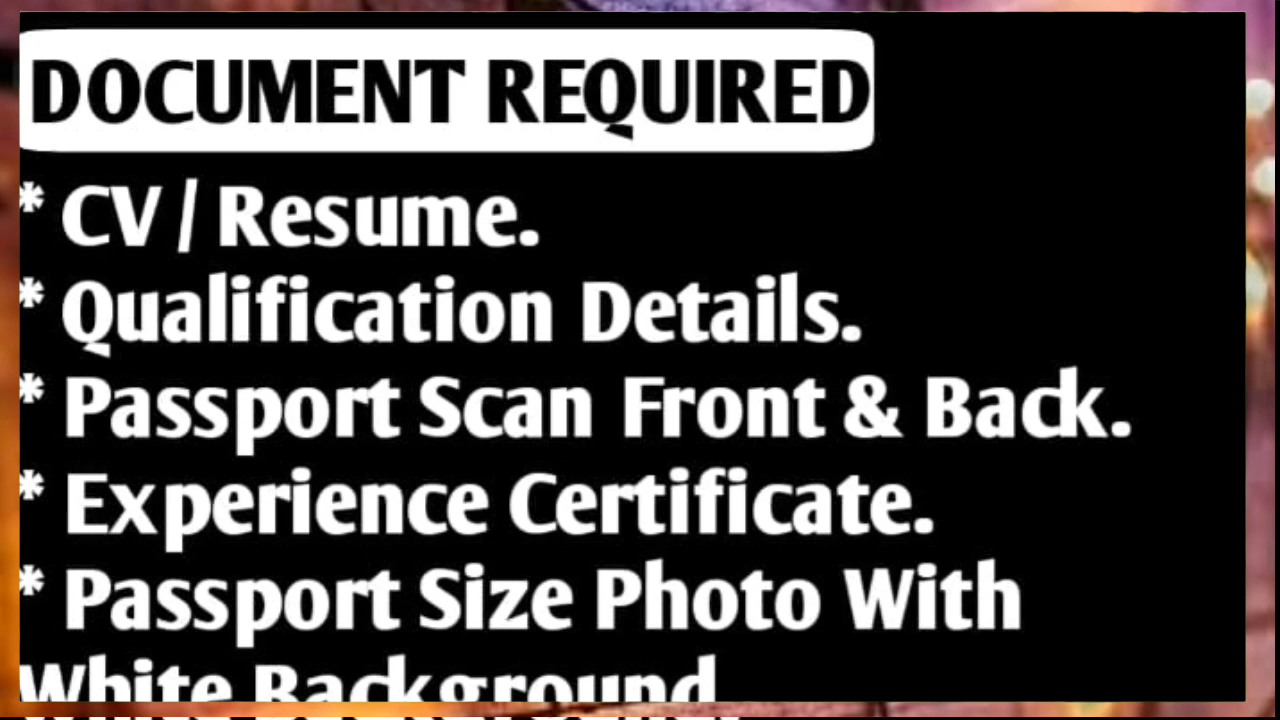 DOCUMENT REQUIRED
* CV / Resume.
* Qualification Details.
* Passport Scan Front & Back.
* Experience Certificate.
* Passport Size Photo With
White Background